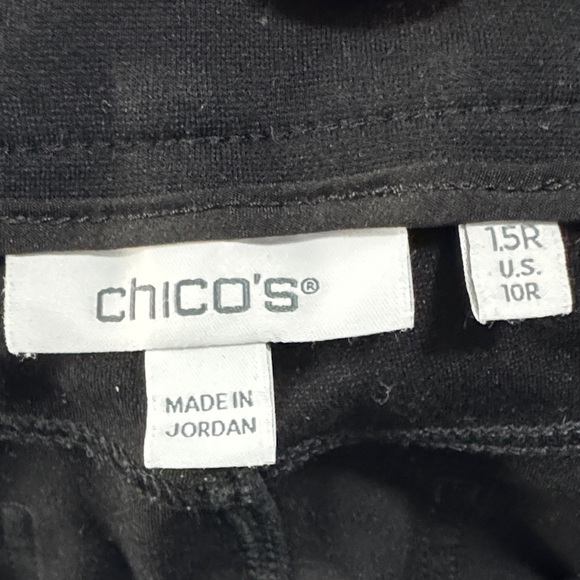 chico's®
MADE IN
JORDAN
1.5R
U.S.
10R